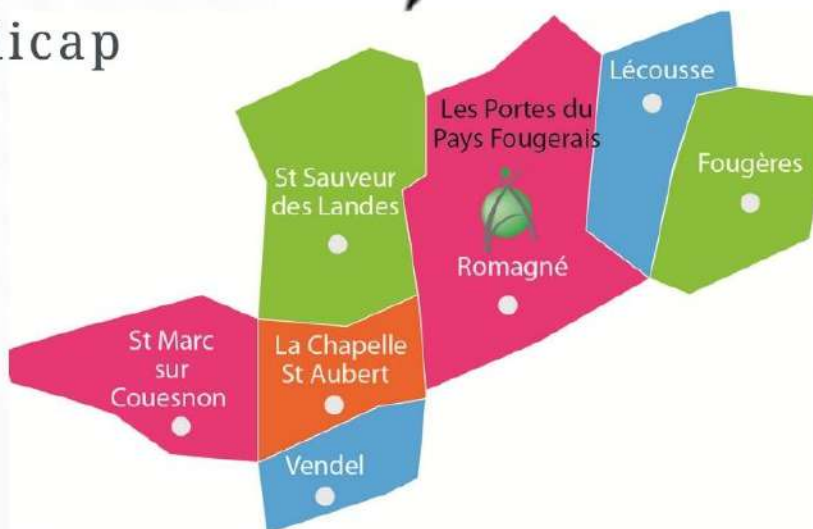 licap
Lécousse
Les Portes du
Pays Fougerais
Fougères
St Sauveur
des Landes
Romagné
St Marc
sur
Couesnon
La Chapelle
St Aubert
Vendel